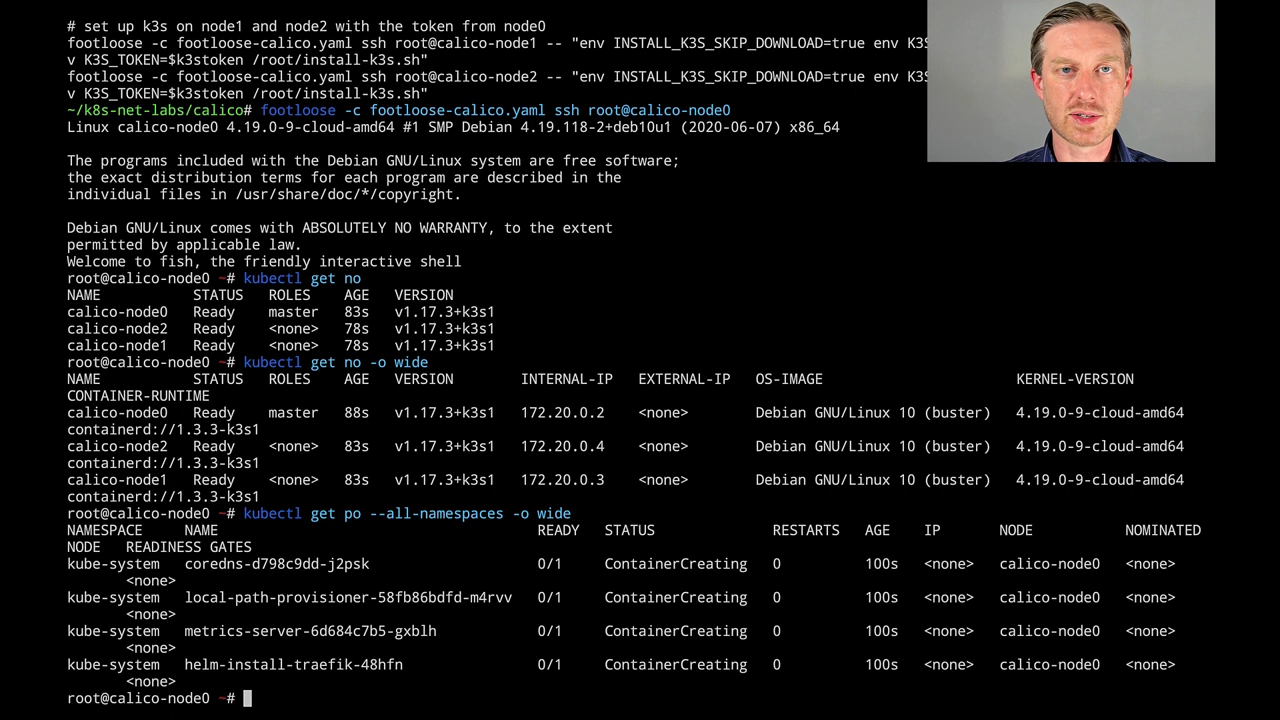 # set up k3s on node1 and node2 with the token from node0
footloose -c footloose-calico.yaml ssh root@calico-node1 -- "env INSTALL_K3S_SKIP_DOWNLOAD=true env K3S
v K3S_TOKEN=$k3stoken /root/install-k3s.sh"
footloose -c footloose-calico.yaml ssh root@calico-node2 -- "env INSTALL_K3S_SKIP_DOWNLOAD=true env K3S
v K3S_TOKEN=$k3stoken /root/install-k3s.sh"
~/k8s-net-labs/calico# footloose -c footloose-calico.yaml ssh root@calico-node0
Linux calico-node0 4.19.0-9-cloud-amd64 #1 SMP Debian 4.19.118-2+deb10u1 (2020-06-07) x86_64
The programs included with the Debian GNU/Linux system are free software;
the exact distribution terms for each program are described in the
individual files in /usr/share/doc/*/copyright.
Debian GNU/Linux comes with ABSOLUTELY NO WARRANTY, to the extent
permitted by applicable law.
Welcome to fish, the friendly interactive shell
root@calico-node0 ~# kubectl get no
NAME STATUS ROLES AGE VERSION
calico-node0 Ready master 83s v1.17.3+k3s1
calico-node2 Ready <none> 78s v1.17.3+k3s1
calico-node1 Ready <none> 78s v1.17.3+k3s1
root@calico-node0 ~# kubectl get no -o wide
NAME STATUS ROLES AGE VERSION INTERNAL-IP EXTERNAL-IP OS-IMAGE KERNEL-VERSION
CONTAINER-RUNTIME
calico-node0 Ready master 88s v1.17.3+k3s1 172.20.0.2 <none> Debian GNU/Linux 10 (buster) 4.19.0-9-cloud-amd64
containerd://1.3.3-k3s1
calico-node2 Ready <none> 83s v1.17.3+k3s1 172.20.0.4 <none> Debian GNU/Linux 10 (buster) 4.19.0-9-cloud-amd64
containerd://1.3.3-k3s1
calico-node1 Ready <none> 83s v1.17.3+k3s1 172.20.0.3 <none> Debian GNU/Linux 10 (buster) 4.19.0-9-cloud-amd64
containerd://1.3.3-k3s1
root@calico-node0 ~# kubectl get po --all-namespaces -o wide
NAMESPACE NAME READY STATUS RESTARTS AGE IP NODE NOMINATED
NODE READINESS GATES
kube-system coredns-d798c9dd-j2psk 0/1 ContainerCreating 0 100s <none> calico-node0 <none>
<none>
kube-system local-path-provisioner-58fb86bdfd-m4rvv 0/1 ContainerCreating 0 100s <none> calico-node0 <none>
<none>
kube-system metrics-server-6d684c7b5-gxblh 0/1 ContainerCreating 0 100s <none> calico-node0 <none>
<none>
kube-system helm-install-traefik-48hfn 0/1 ContainerCreating 0 100s <none> calico-node0 <none>
<none>
root@calico-node0 ~#